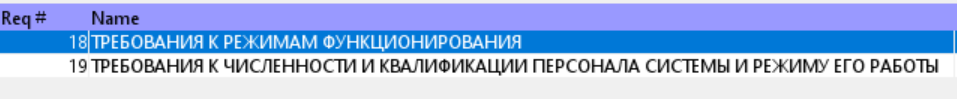 Req # Name
18 ТРЕБОВАНИЯ К РЕЖИМАМ ФУНКЦИОНИРОВАНИЯ
19 ТРЕБОВАНИЯ К ЧИСЛЕННОСТИ И КВАЛИФИКАЦИИ ПЕРСОНАЛА СИСТЕМЫ И РЕЖИМУ ЕГО РАБОТЫ